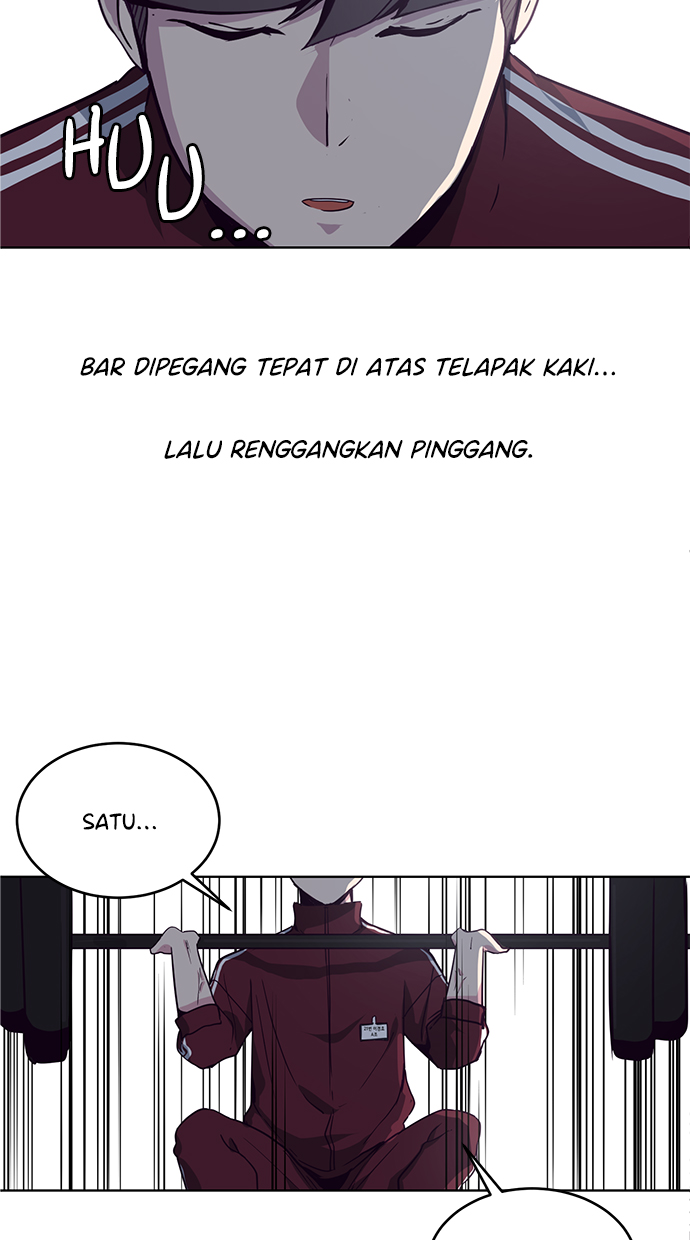 HUU...
BAR DIPEGANG TEPAT DI ATAS TELAPAK KAKI...
LALU RENGGANGKAN PINGGANG.
SATU...